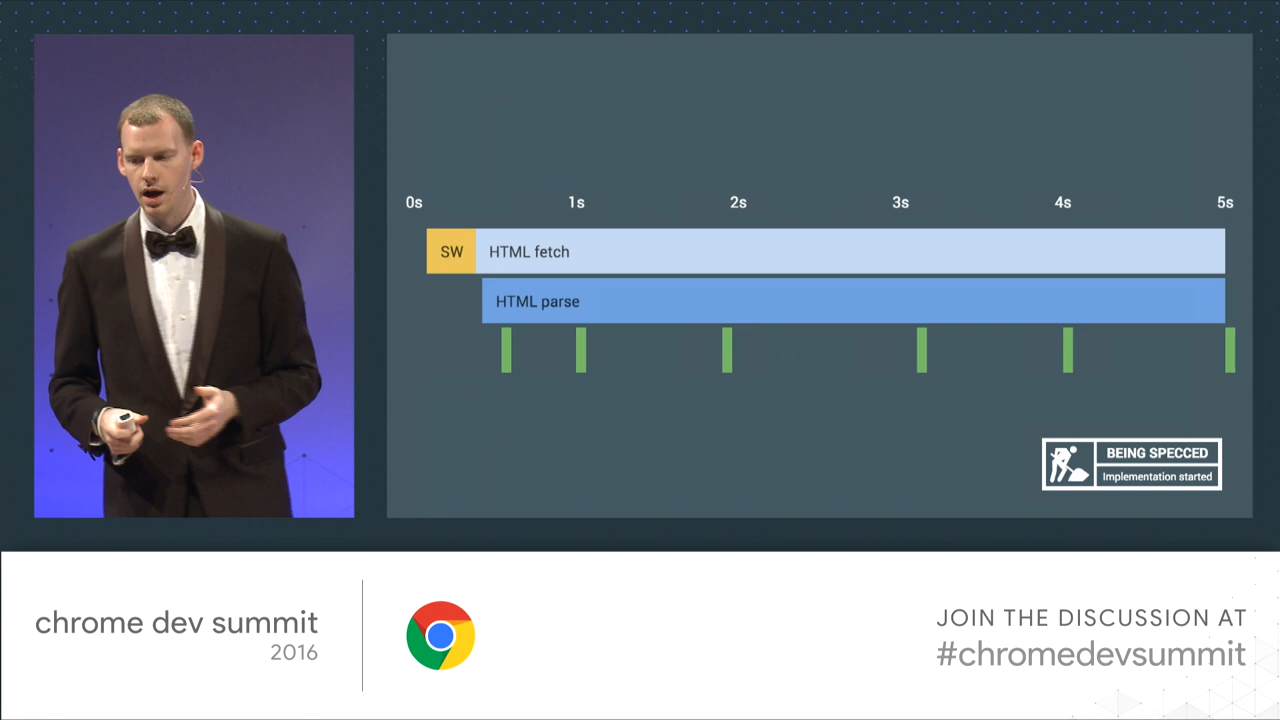 0s 1s 2s 3s 4s 5s
SW HTML fetch
HTML parse
BEING SPECCED
Implementation started
chrome dev summit
2016
JOIN THE DISCUSSION AT
#chromedevsummit